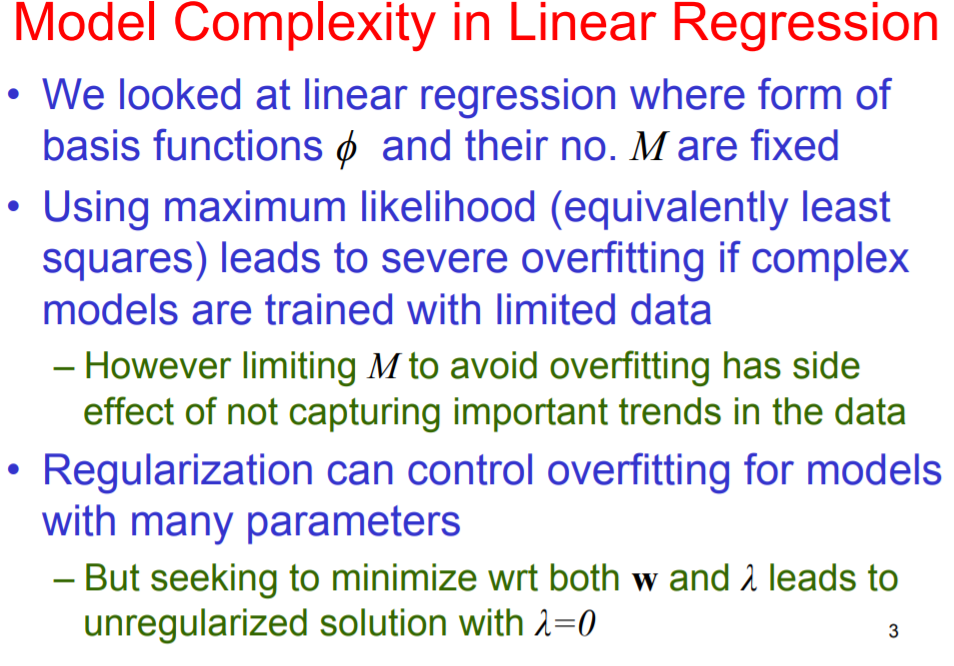 Model Complexity in Linear Regression
• We looked at linear regression where form of
basis functions ϕ and their no. M are fixed
• Using maximum likelihood (equivalently least
squares) leads to severe overfitting if complex
models are trained with limited data
– However limiting M to avoid overfitting has side
effect of not capturing important trends in the data
• Regularization can control overfitting for models
with many parameters
– But seeking to minimize wrt both w and λ leads to
unregularized solution with λ=0
3